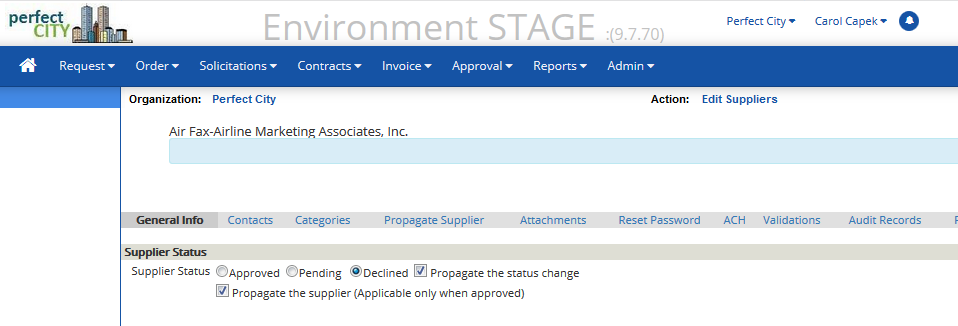 perfect CITY
Environment STAGE :(9.7.70)
Perfect City Carol Capek
Request Order Solicitations Contracts Invoice Approval Reports Admin
Organization: Perfect City Action: Edit Suppliers
Air Fax-Airline Marketing Associates, Inc.
General Info Contacts Categories Propagate Supplier Attachments Reset Password ACH Validations Audit Records
Supplier Status
Supplier Status Approved Pending Declined Propagate the status change
Propagate the supplier (Applicable only when approved)